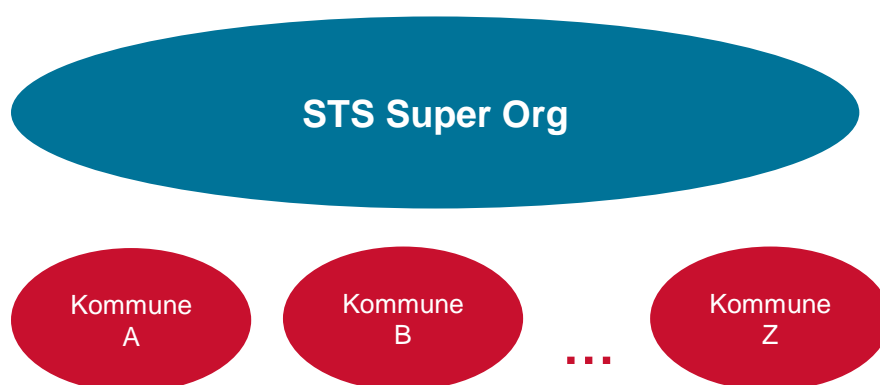 STS Super Org
Kommune
A
Kommune
B
...
Kommune
Z